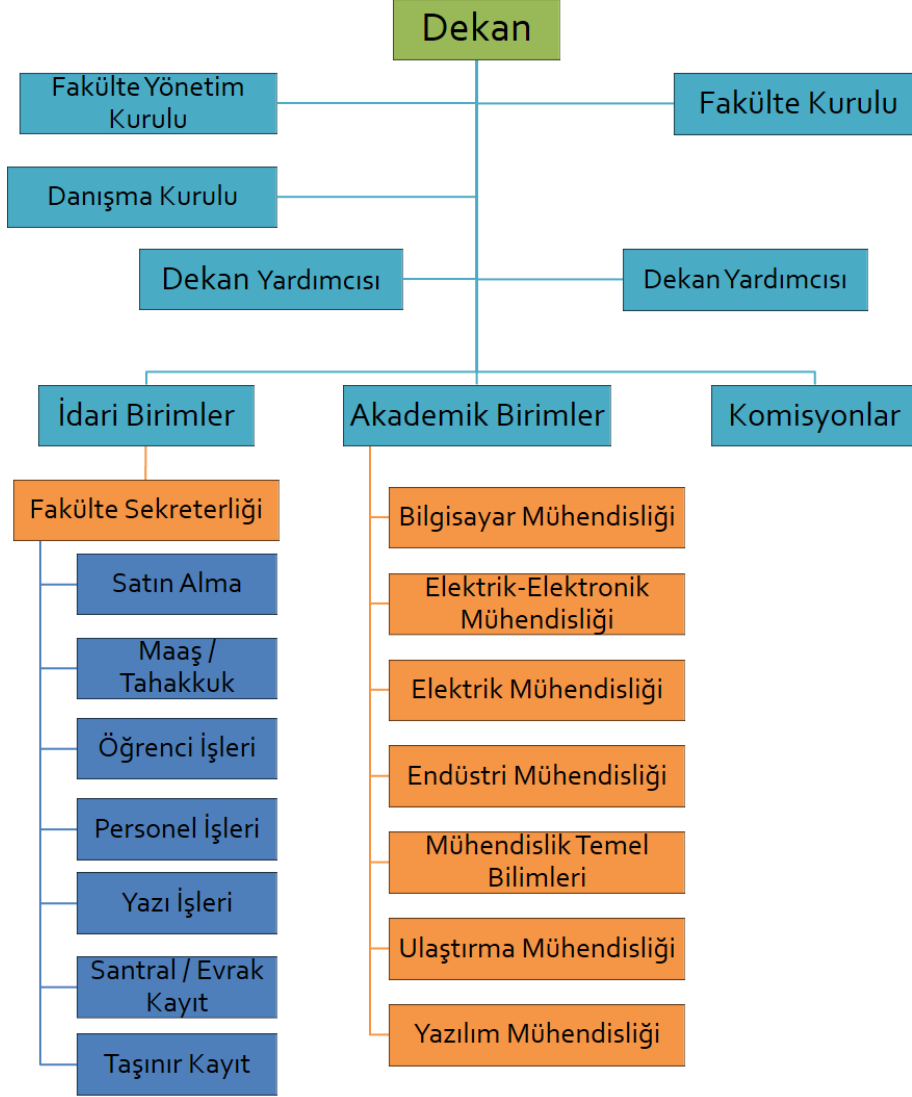 Dekan
Fakülte Yönetim
Kurulu
Fakülte Kurulu
Danışma Kurulu
Dekan Yardımcısı
Dekan Yardımcısı
İdari Birimler
Akademik Birimler
Komisyonlar
Fakülte Sekreterliği
Satın Alma
Maaş /
Tahakkuk
Öğrenci İşleri
Personel İşleri
Yazı İşleri
Santral / Evrak
Kayıt
Taşınır Kayıt
Bilgisayar Mühendisliği
Elektrik-Elektronik
Mühendisliği
Elektrik Mühendisliği
Endüstri Mühendisliği
Mühendislik Temel
Bilimleri
Ulaştırma Mühendisliği
Yazılım Mühendisliği